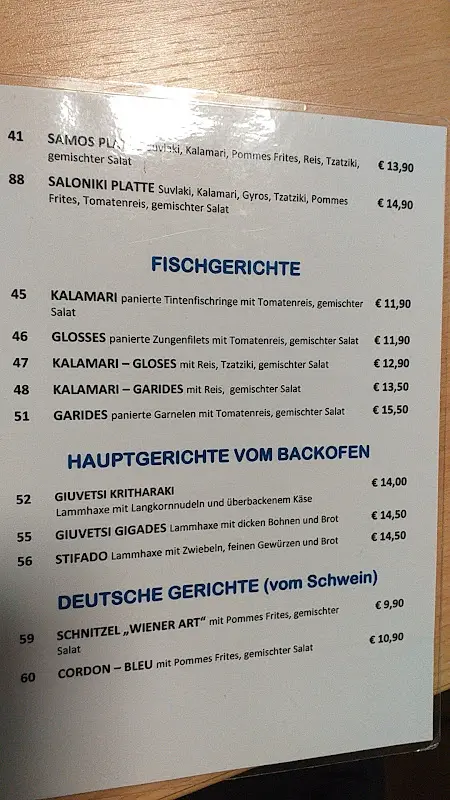 41 SAMOS Suvlaki, Kalamari, Pommes Frites, Reis, Tzatziki, € 13,90
gemischter Salat
88 SALONIKI PLATTE Suvlaki, Kalamari, Gyros, Tzatziki, Pommes € 14,90
Frites, Tomatenreis, gemischter Salat
FISCHGERICHTE
45 KALAMARI panierte Tintenfischringe mit Tomatenreis, gemischter € 11,90
Salat
46 GLOSSES panierte Zungenfilets mit Tomatenreis, gemischter Salat € 11,90
47 KALAMARI – GLOSES mit Reis, Tzatziki, gemischter Salat € 12,90
48 KALAMARI – GARIDES mit Reis, gemischter Salat € 13,50
51 GARIDES panierte Garnelen mit Tomatenreis, gemischter Salat € 15,50
HAUPTGERICHTE VOM BACKOFEN
52 GIUVETSI KRITHARAKI € 14,00
Lammhaxe mit Langkornnudeln und überbackenem Käse
55 GIUVETSI GIGADES Lammhaxe mit dicken Bohnen und Brot € 14,50
56 STIFADO Lammhaxe mit Zwiebeln, feinen Gewürzen und Brot € 14,50
DEUTSCHE GERICHTE (vom Schwein)
59 SCHNITZEL „WIENER ART“ mit Pommes Frites, gemischter € 9,90
Salat
60 CORDON – BLEU mit Pommes Frites, gemischter Salat € 10,90